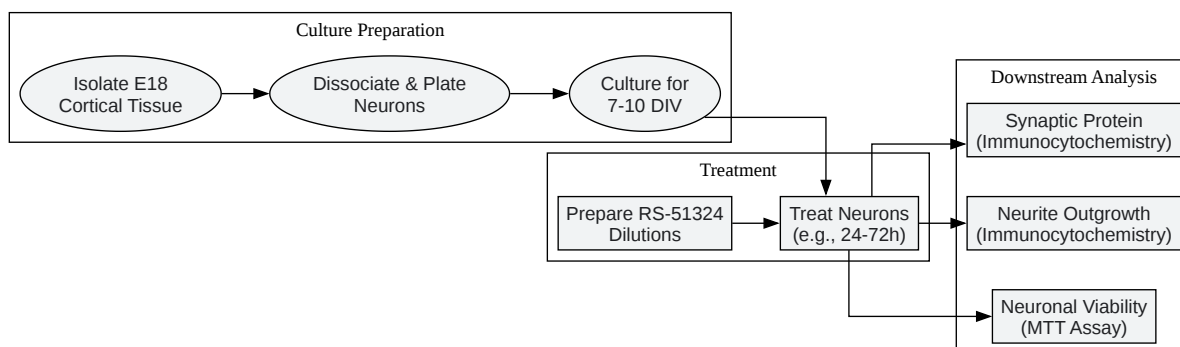 Culture Preparation
Isolate E18
Cortical Tissue
Dissociate & Plate
Neurons
Culture for
7-10 DIV
Treatment
Prepare RS-51324
Dilutions
Treat Neurons
(e.g., 24-72h)
Downstream Analysis
Synaptic Protein
(Immunocytochemistry)
Neurite Outgrowth
(Immunocytochemistry)
Neuronal Viability
(MTT Assay)